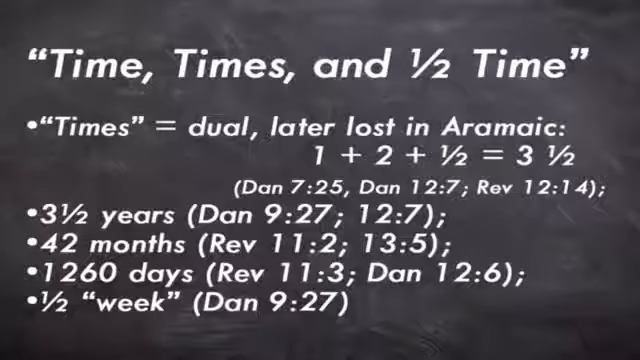 “Time, Times, and ½ Time”
•“Times” = dual, later lost in Aramaic:
1 + 2 + ½ = 3 ½
(Dan 7:25, Dan 12:7; Rev 12:14);
•3½ years (Dan 9:27; 12:7);
•42 months (Rev 11:2; 13:5);
•1260 days (Rev 11:3; Dan 12:6);
•½ “week” (Dan 9:27)